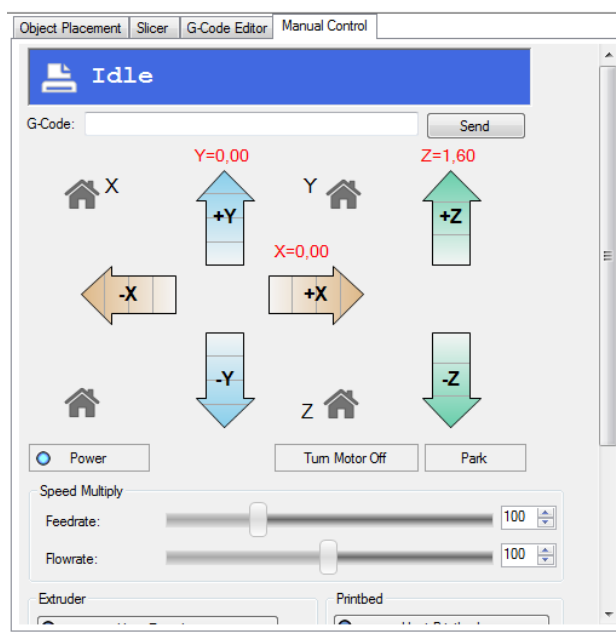 Object Placement Slicer G-Code Editor Manual Control
Idle
G-Code: Send
Y=0,00 Z=1,60
X Y
+Y +Z
X=0,00
-X +X
-Y -Z
Z
Power Turn Motor Off Park
Speed Multiply
Feedrate: 100
Flowrate: 100
Extruder Printbed